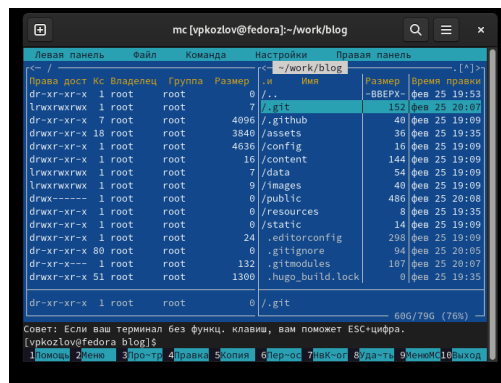 mc [vpkozlov@fedora]:~/work/blog
Левая панель Файл Команда Настройки Правая панель
<— / <— ~/work/blog .[^]>
Права дост Кс Владелец Группа Размер .и Имя Размер Время правки
dr-xr-xr-x 1 root root 0 /.. -ВВЕРХ- фев 25 19:53
lrwxrwxrwx 1 root root 7 /.git 152 фев 25 20:07
dr-xr-xr-x 7 root root 4096 /.github 40 фев 25 19:09
drwxr-xr-x 18 root root 3840 /assets 36 фев 25 19:35
drwxr-xr-x 1 root root 4636 /config 16 фев 25 19:09
drwxr-xr-x 1 root root 16 /content 144 фев 25 19:09
lrwxrwxrwx 1 root root 7 /data 54 фев 25 19:09
lrwxrwxrwx 1 root root 9 /images 40 фев 25 19:09
drwx------ 1 root root 0 /public 486 фев 25 20:08
drwxr-xr-x 1 root root 0 /resources 8 фев 25 19:35
drwxr-xr-x 1 root root 0 /static 14 фев 25 19:09
drwxr-xr-x 1 root root 24 .editorconfig 298 фев 25 19:09
dr-xr-xr-x 80 root root 0 .gitignore 94 фев 25 20:05
dr-xr-x--- 1 root root 132 .gitmodules 107 фев 25 20:07
drwxr-xr-x 51 root root 1300 .hugo_build.lock 0 фев 25 19:35
dr-xr-xr-x 1 root root 0 /.git
60G/79G (76%)
Совет: Если ваш терминал без функц. клавиш, вам поможет ESC+цифра.
[vpkozlov@fedora blog]$
1Помощь 2Меню 3Про~тр 4Правка 5Копия 6Пер~ос 7НвК~ог 8Уда~ть 9МенюМС 10Выход